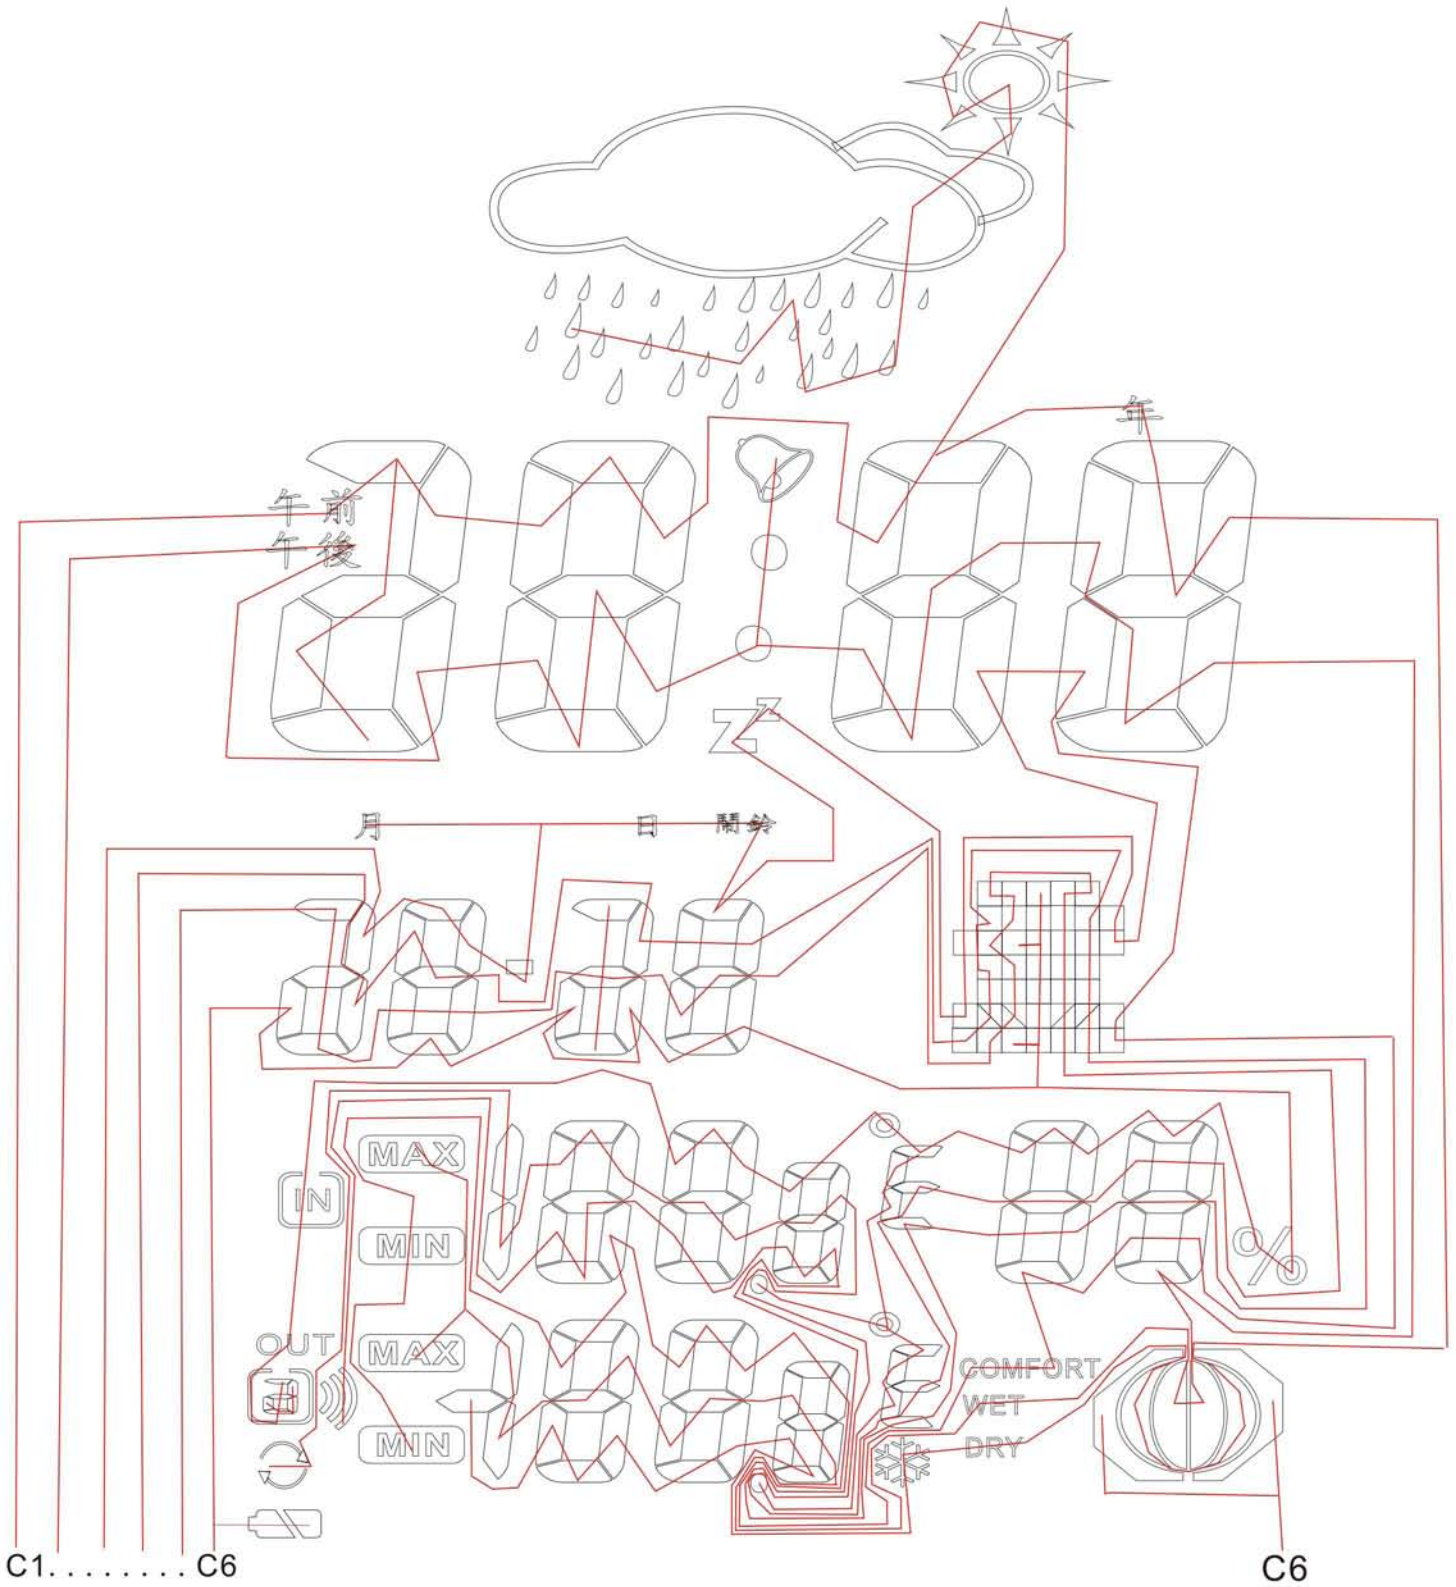 年
午前
午後
Zz
月 日 鬧鈴
MAX
IN
MIN
%
OUT
MAX
COMFORT
WET
MIN
DRY
C1........C6
C6